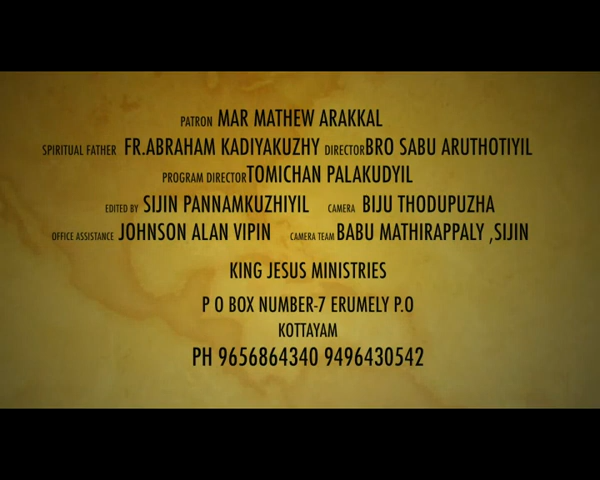 PATRON MAR MATHEW ARAKKAL
SPIRITUAL FATHER FR.ABRAHAM KADIYAKUZHY DIRECTOR BRO SABU ARUTHOTIYIL
PROGRAM DIRECTOR TOMICHAN PALAKUDYIL
EDITED BY SIJIN PANNAMKUZHIYIL CAMERA BIJU THODUPUZHA
OFFICE ASSISTANCE JOHNSON ALAN VIPIN CAMERA TEAM BABU MATHIRAPPALY ,SIJIN
KING JESUS MINISTRIES
P O BOX NUMBER-7 ERUMELY P.O
KOTTAYAM
PH 9656864340 9496430542